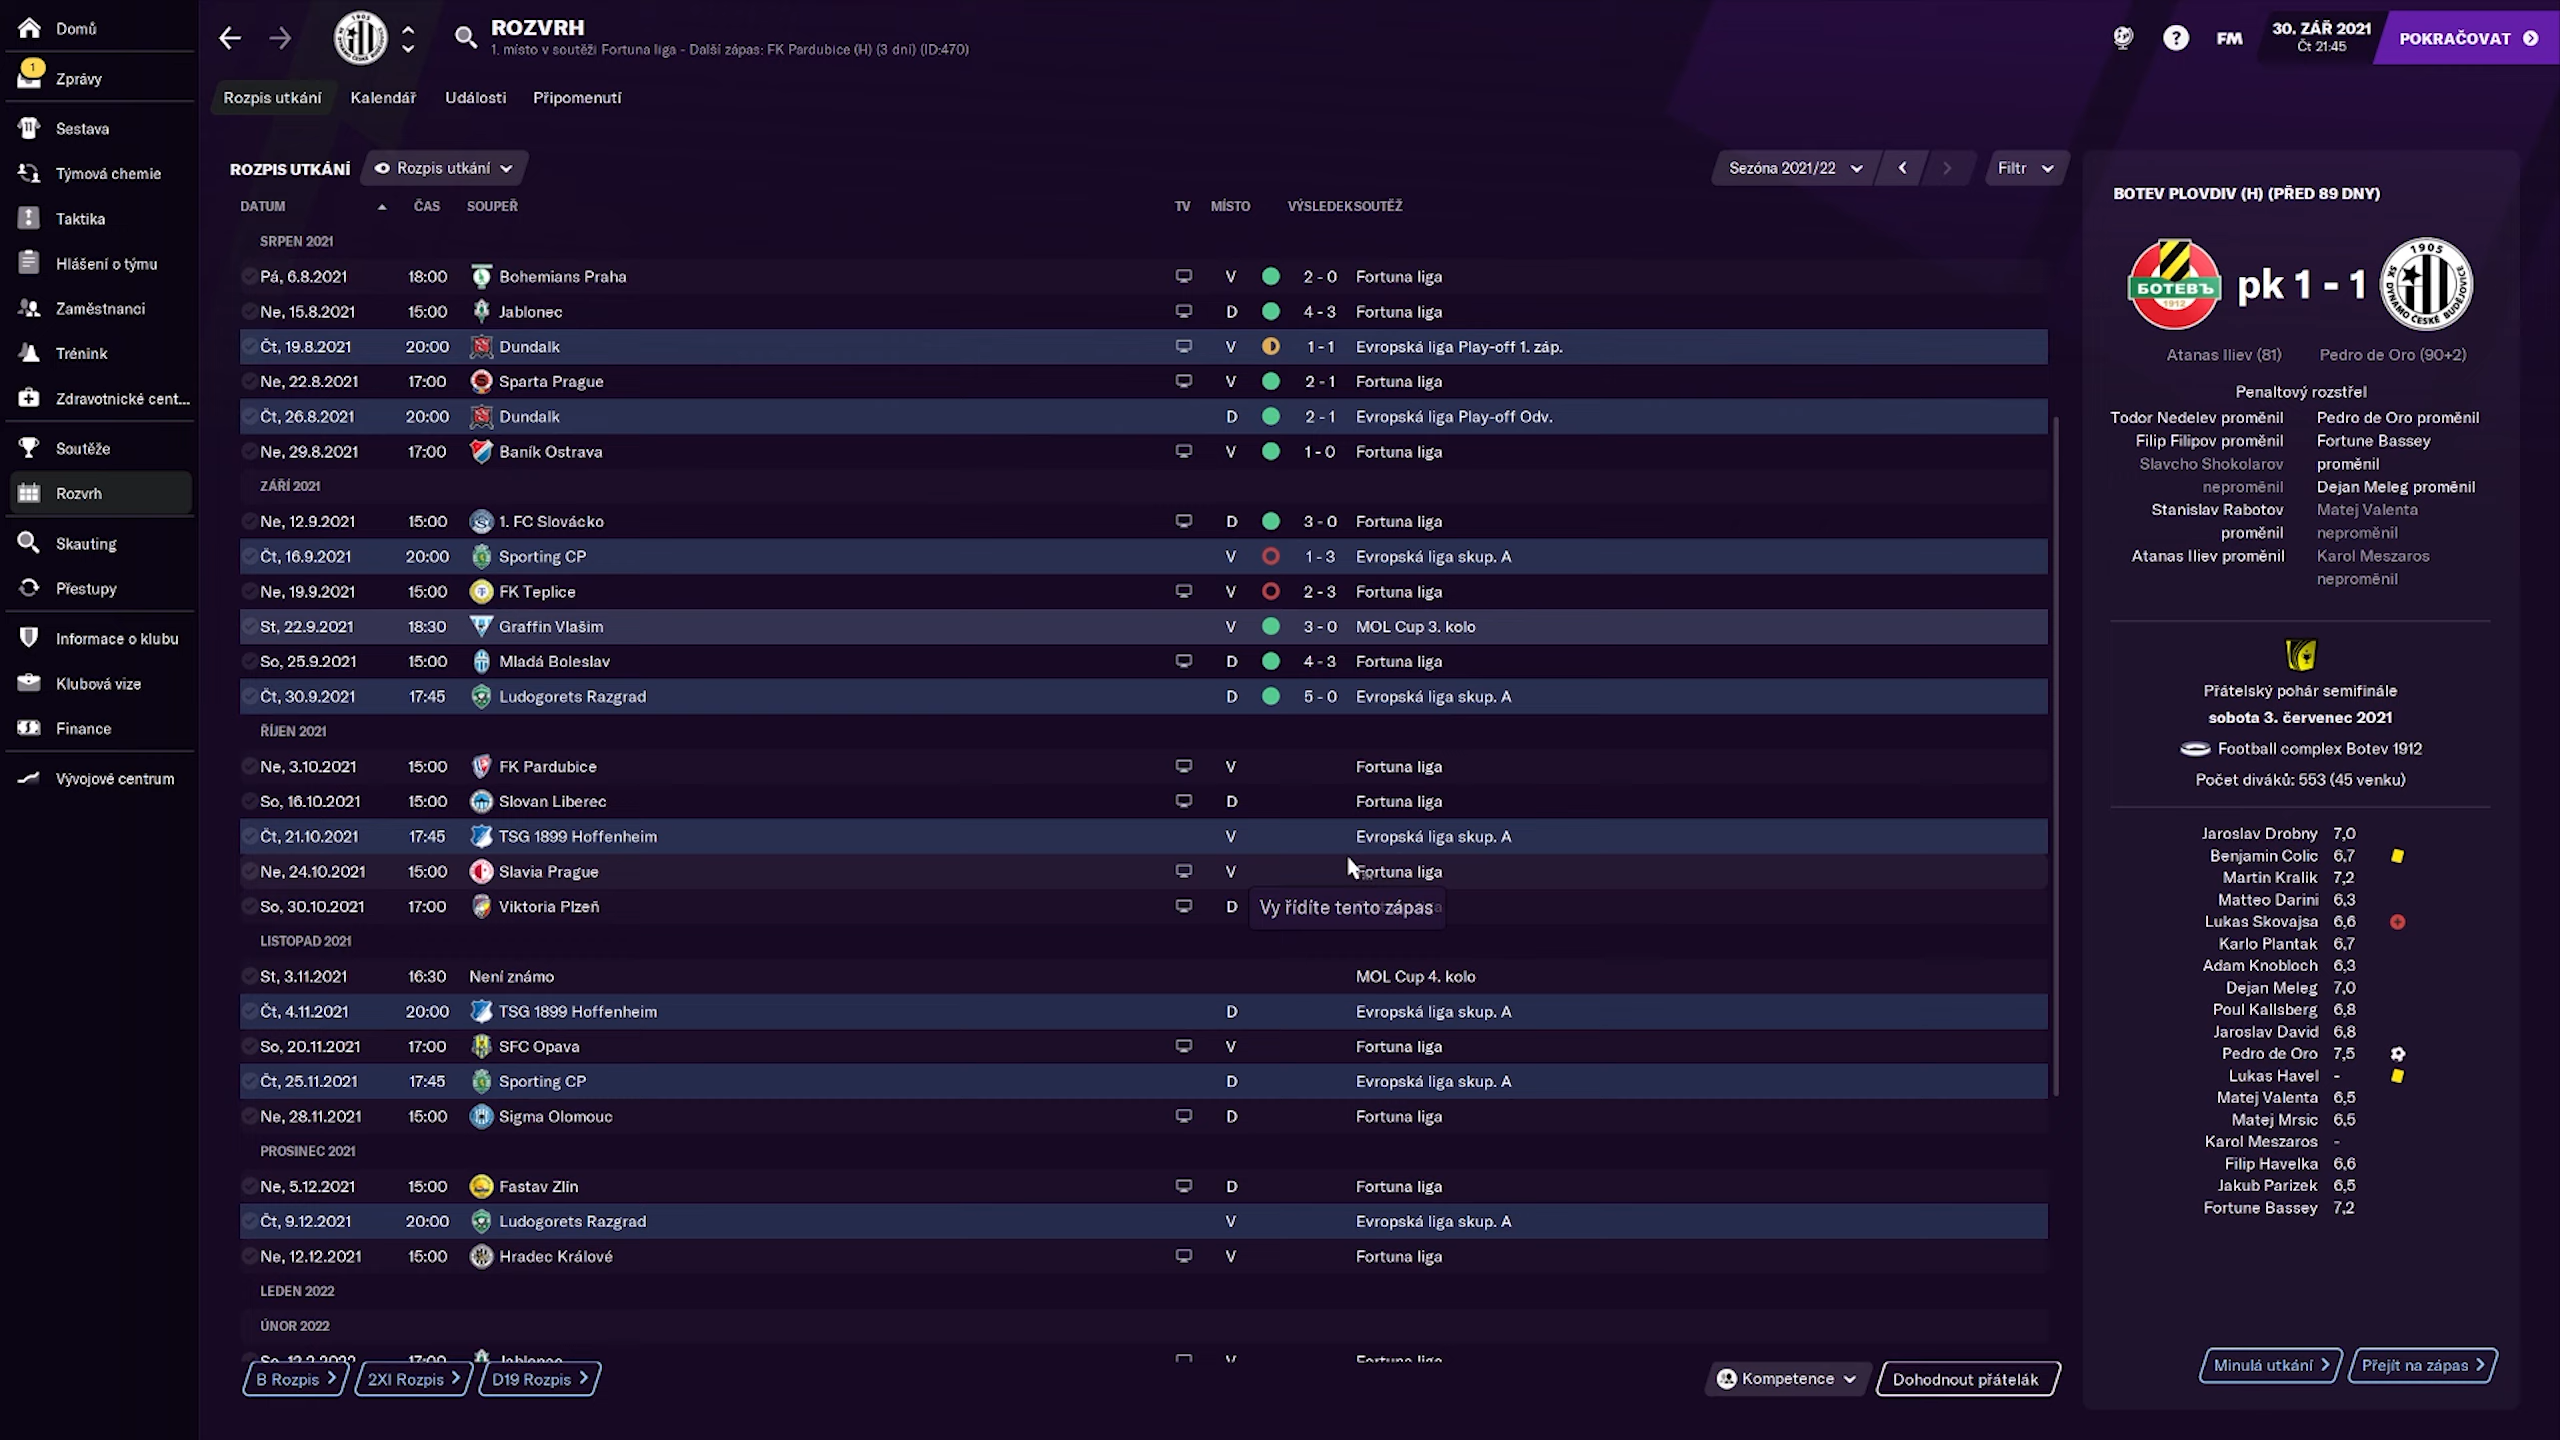 Domů
Zprávy
1
Sestava
Týmová chemie
Taktika
Hlášení o týmu
Zaměstnanci
Trénink
Zdravotnické cent...
Soutěže
Rozvrh
Skauting
Přestupy
Informace o klubu
Klubová vize
Finance
Vývojové centrum
ROZVRH
1. místo v soutěži Fortuna liga - Další zápas: FK Pardubice (H) (3 dní) (ID:470)
FM
30. ZÁŘ 2021
Čt 21:45
POKRAČOVAT
Rozpis utkání Kalendář Události Připomenutí
ROZPIS UTKÁNÍ Rozpis utkání Sezóna 2021/22 Filtr
DATUM ČAS SOUPEŘ TV MÍSTO VÝSLEDEK SOUTĚŽ
SRPEN 2021
Pá, 6.8.2021 18:00 Bohemians Praha V 2 - 0 Fortuna liga
Ne, 15.8.2021 15:00 Jablonec D 4 - 3 Fortuna liga
Čt, 19.8.2021 20:00 Dundalk V 1 - 1 Evropská liga Play-off 1. záp.
Ne, 22.8.2021 17:00 Sparta Prague V 2 - 1 Fortuna liga
Čt, 26.8.2021 20:00 Dundalk D 2 - 1 Evropská liga Play-off Odv.
Ne, 29.8.2021 17:00 Baník Ostrava V 1 - 0 Fortuna liga
ZÁŘÍ 2021
Ne, 12.9.2021 15:00 1. FC Slovácko D 3 - 0 Fortuna liga
Čt, 16.9.2021 20:00 Sporting CP V 1 - 3 Evropská liga skup. A
Ne, 19.9.2021 15:00 FK Teplice V 2 - 3 Fortuna liga
St, 22.9.2021 18:30 Graffin Vlašim V 3 - 0 MOL Cup 3. kolo
So, 25.9.2021 15:00 Mladá Boleslav D 4 - 3 Fortuna liga
Čt, 30.9.2021 17:45 Ludogorets Razgrad D 5 - 0 Evropská liga skup. A
ŘÍJEN 2021
Ne, 3.10.2021 15:00 FK Pardubice V Fortuna liga
So, 16.10.2021 15:00 Slovan Liberec D Fortuna liga
Čt, 21.10.2021 17:45 TSG 1899 Hoffenheim V Evropská liga skup. A
Ne, 24.10.2021 15:00 Slavia Prague V Fortuna liga
So, 30.10.2021 17:00 Viktoria Plzeň D Vy řídíte tento zápas
LISTOPAD 2021
St, 3.11.2021 16:30 Není známo MOL Cup 4. kolo
Čt, 4.11.2021 20:00 TSG 1899 Hoffenheim D Evropská liga skup. A
So, 20.11.2021 17:00 SFC Opava V Fortuna liga
Čt, 25.11.2021 17:45 Sporting CP D Evropská liga skup. A
Ne, 28.11.2021 15:00 Sigma Olomouc D Fortuna liga
PROSINEC 2021
Ne, 5.12.2021 15:00 Fastav Zlín D Fortuna liga
Čt, 9.12.2021 20:00 Ludogorets Razgrad V Evropská liga skup. A
Ne, 12.12.2021 15:00 Hradec Králové V Fortuna liga
LEDEN 2022
ÚNOR 2022
So, 12.2.2022 17:00 Jablonec V Fortuna liga
B Rozpis 2XI Rozpis D19 Rozpis Kompetence Dohodnout přátelák
BOTEV PLOVDIV (H) (PŘED 89 DNY)
БОТЕВЪ
1912
pk 1 - 1
1905
SK DYNAMO ČESKÉ BUDĚJOVICE
Atanas Iliev (81) Pedro de Oro (90+2)
Penaltový rozstřel
Todor Nedelev proměnil
Filip Filipov proměnil
Slavcho Shokolarov
neproměnil
Stanislav Rabotov
proměnil
Atanas Iliev proměnil
Pedro de Oro proměnil
Fortune Bassey
proměnil
Dejan Meleg proměnil
Matej Valenta
neproměnil
Karol Meszaros
neproměnil
Přátelský pohár semifinále
sobota 3. červenec 2021
Football complex Botev 1912
Počet diváků: 553 (45 venku)
Jaroslav Drobny 7,0
Benjamin Colic 6,7
Martin Kralik 7,2
Matteo Darini 6,3
Lukas Skovajsa 6,6
Karlo Plantak 6,7
Adam Knobloch 6,3
Dejan Meleg 7,0
Poul Kallsberg 6,8
Jaroslav David 6,8
Pedro de Oro 7,5
Lukas Havel -
Matej Valenta 6,5
Matej Mrsic 6,5
Karol Meszaros -
Filip Havelka 6,6
Jakub Parizek 6,5
Fortune Bassey 7,2
Minulá utkání Přejít na zápas